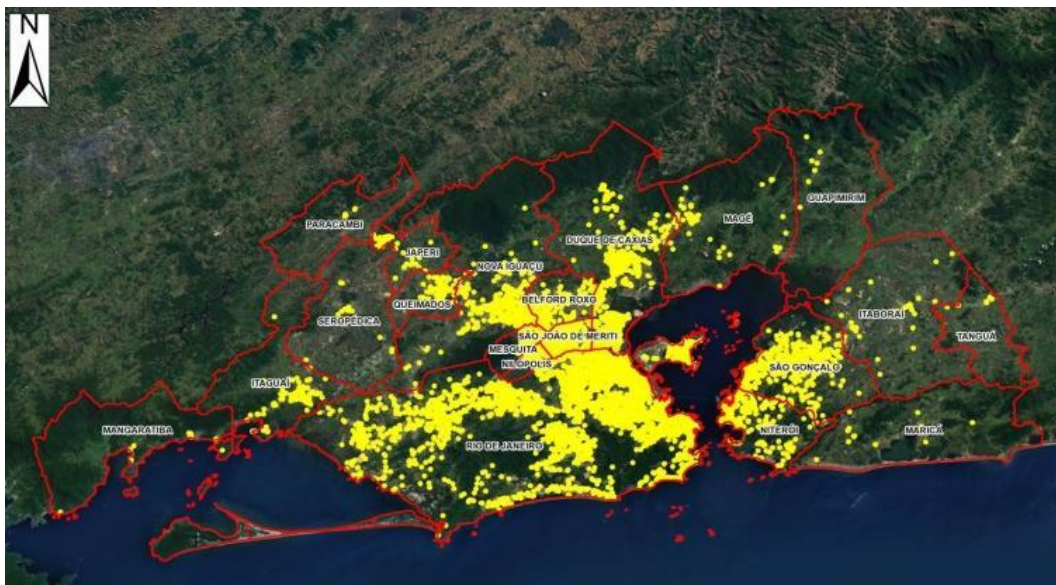 N
GUAPIMIRIM
MAGÉ
PARACAMBI
DUQUE DE CAXIAS
JAPERI
NOVA IGUAÇU
BELFORD ROXO
QUEIMADOS
ITABORAÍ
SEROPÉDICA
SÃO JOÃO DE MERITI
TANGUÁ
MESQUITA
NILÓPOLIS
SÃO GONÇALO
ITAGUAÍ
MANGARATIBA
NITERÓI
MARICÁ
RIO DE JANEIRO